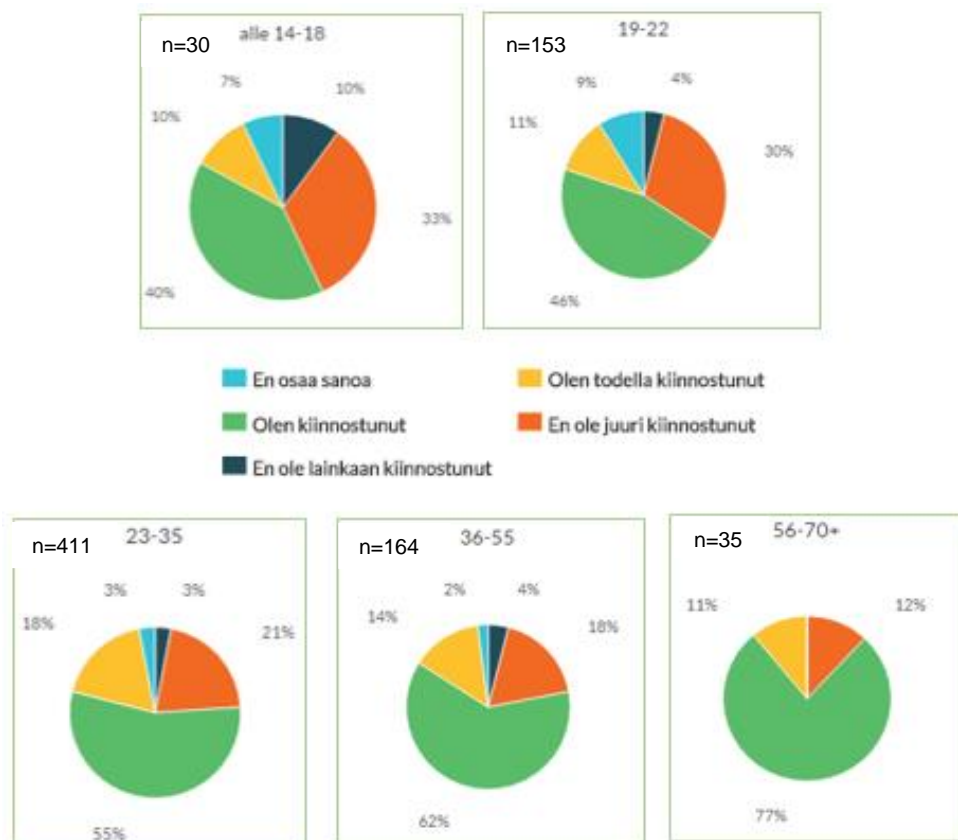 n=30 alle 14-18
7% 10%
10%
33%
40%
n=153 19-22
9% 4%
11%
30%
46%
En osaa sanoa
Olen todella kiinnostunut
Olen kiinnostunut
En ole juuri kiinnostunut
En ole lainkaan kiinnostunut
n=411 23-35
3% 3%
18%
21%
55%
n=164 36-55
2% 4%
14%
18%
62%
n=35 56-70+
11% 12%
77%